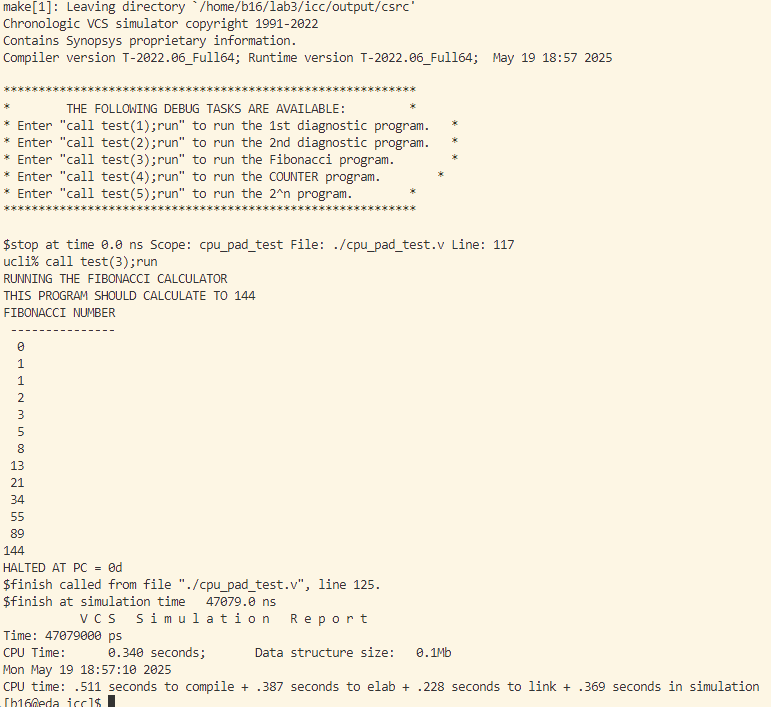 make[1]: Leaving directory `/home/b16/lab3/icc/output/csrc'
Chronologic VCS simulator copyright 1991-2022
Contains Synopsys proprietary information.
Compiler version T-2022.06_Full64; Runtime version T-2022.06_Full64;  May 19 18:57 2025

***********************************************************
*        THE FOLLOWING DEBUG TASKS ARE AVAILABLE:         *
* Enter "call test(1);run" to run the 1st diagnostic program.   *
* Enter "call test(2);run" to run the 2nd diagnostic program.   *
* Enter "call test(3);run" to run the Fibonacci program.        *
* Enter "call test(4);run" to run the COUNTER program.        *
* Enter "call test(5);run" to run the 2^n program.        *
***********************************************************

$stop at time 0.0 ns Scope: cpu_pad_test File: ./cpu_pad_test.v Line: 117
ucli% call test(3);run
RUNNING THE FIBONACCI CALCULATOR
THIS PROGRAM SHOULD CALCULATE TO 144
FIBONACCI NUMBER
 ---------------
  0
  1
  1
  2
  3
  5
  8
 13
 21
 34
 55
 89
144
HALTED AT PC = 0d
$finish called from file "./cpu_pad_test.v", line 125.
$finish at simulation time   47079.0 ns
           V C S   S i m u l a t i o n   R e p o r t
Time: 47079000 ps
CPU Time:      0.340 seconds;       Data structure size:   0.1Mb
Mon May 19 18:57:10 2025
CPU time: .511 seconds to compile + .387 seconds to elab + .228 seconds to link + .369 seconds in simulation
[b16@eda icc]$